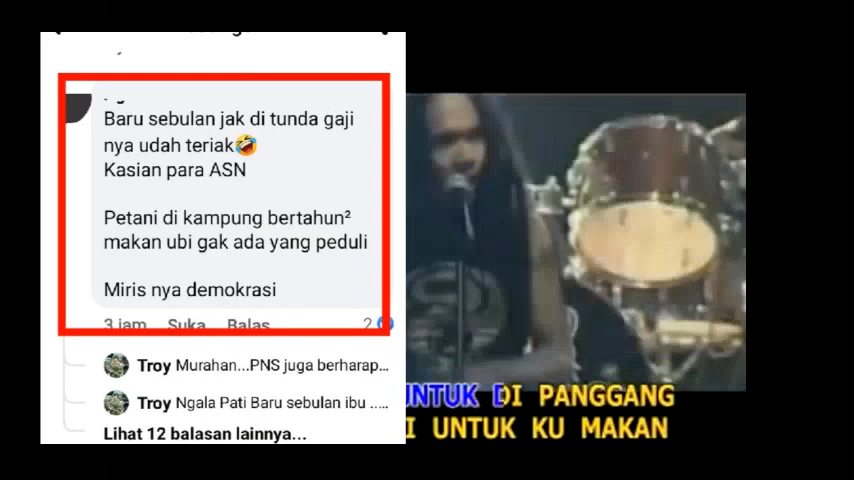 Baru sebulan jak di tunda gaji
nya udah teriak🤣
Kasian para ASN
Petani di kampung bertahun²
makan ubi gak ada yang peduli
Miris nya demokrasi
3 jam Suka Balas 2
Troy Murahan...PNS juga berharap...
Troy Ngala Pati Baru sebulan ibu .....
Lihat 12 balasan lainnya...
UNTUK DI PANGGANG
I UNTUK KU MAKAN